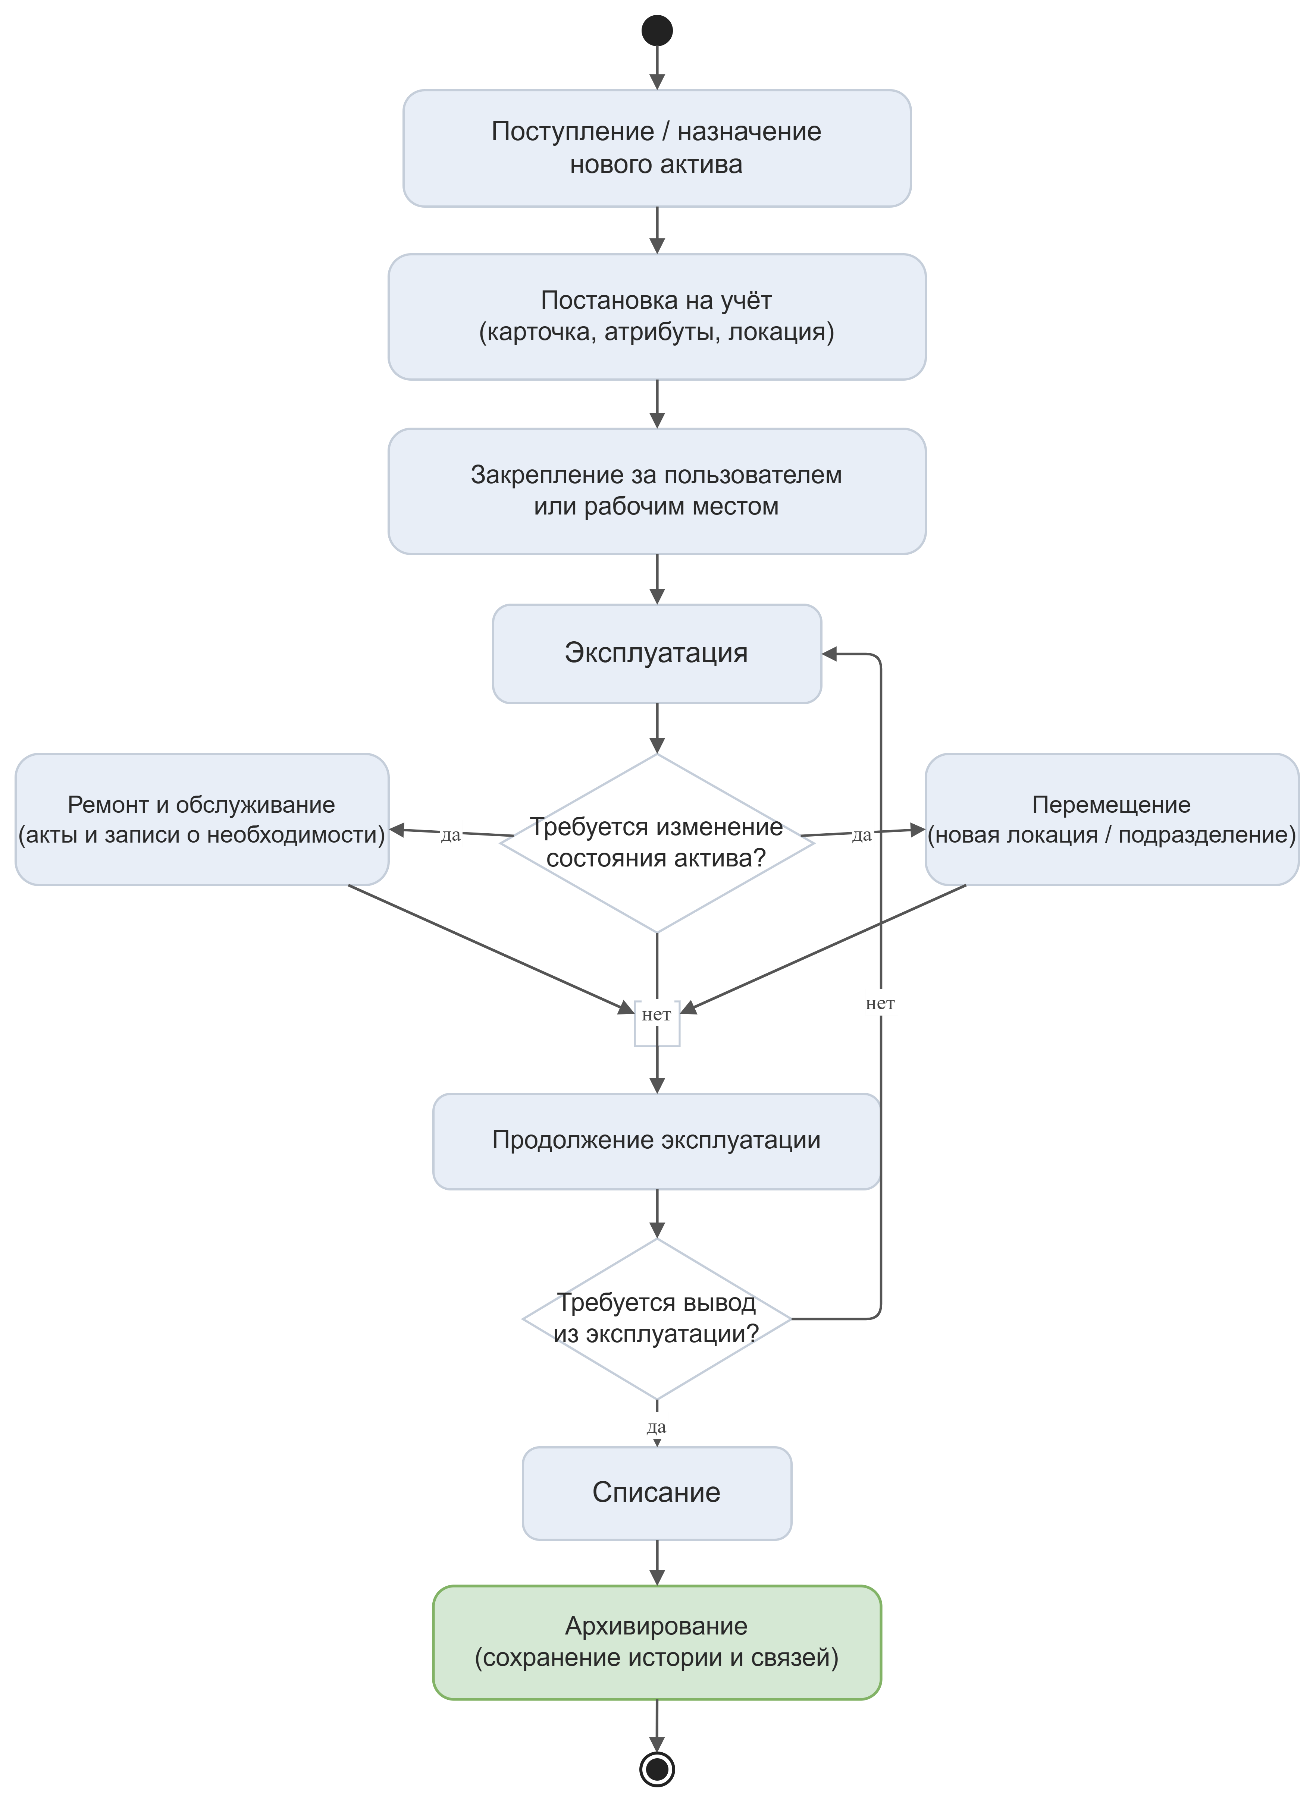 Поступление / назначение
нового актива
Постановка на учёт
(карточка, атрибуты, локация)
Закрепление за пользователем
или рабочим местом
Эксплуатация
Ремонт и обслуживание
(акты и записи о необходимости)
да
Требуется изменение
состояния актива?
да
Перемещение
(новая локация / подразделение)
нет
нет
Продолжение эксплуатации
Требуется вывод
из эксплуатации?
да
Списание
Архивирование
(сохранение истории и связей)